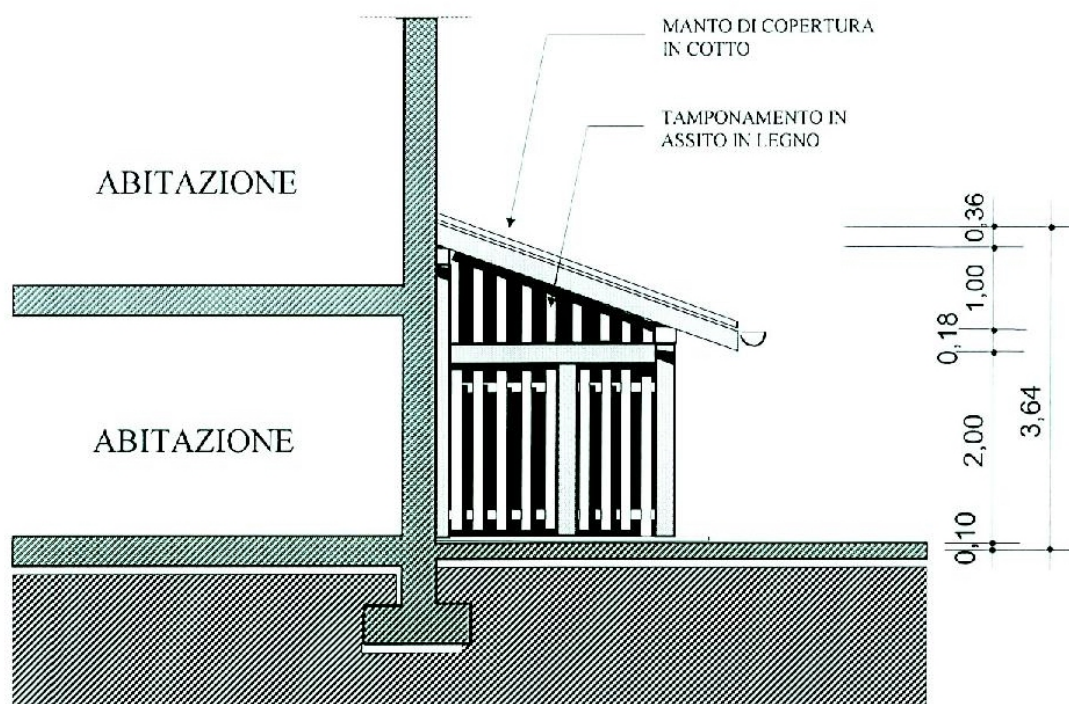 MANTO DI COPERTURA
IN COTTO
TAMPONAMENTO IN
ASSITO IN LEGNO
ABITAZIONE
0,36
1,00
0,18
3,64
2,00
ABITAZIONE
0,10